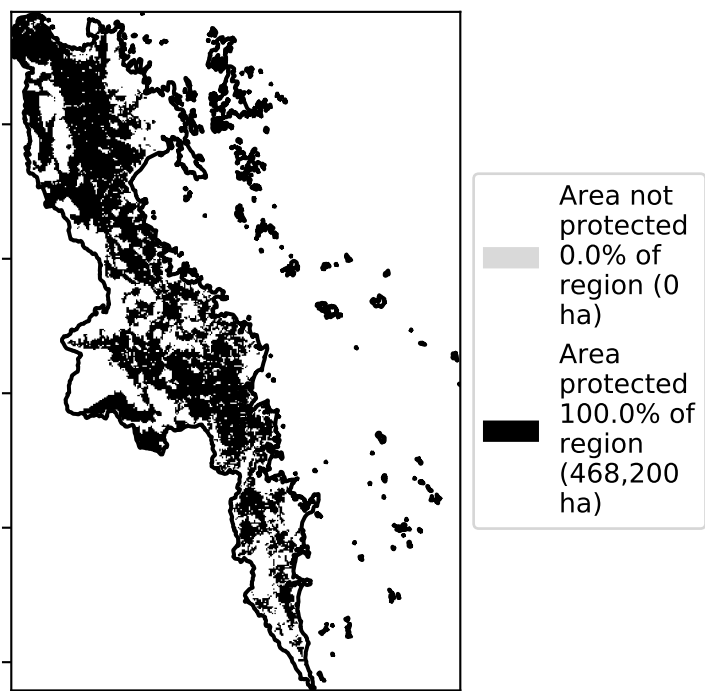 Area not
protected
0.0% of
region (0
ha)
Area
protected
100.0% of
region
(468,200
ha)